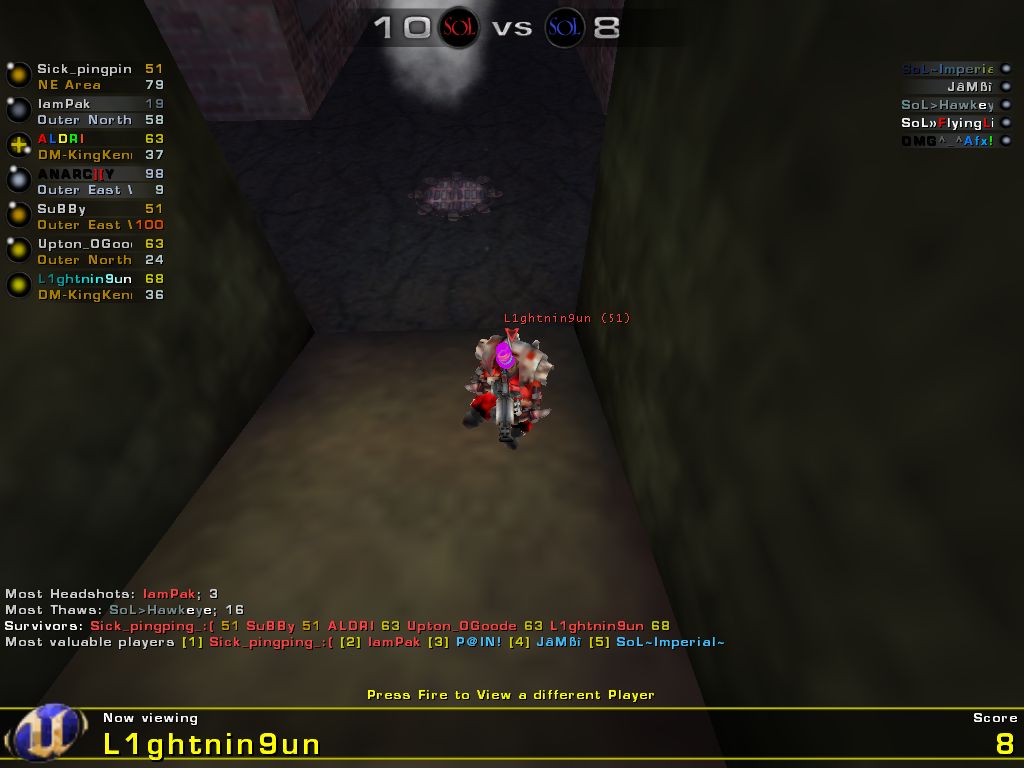 10 SOL vs SOL 8
Sick_pingpin 51
NE Area 79
IamPak 19
Outer North 58
ALDRI 63
DM-KingKen 37
ANARC][Y 98
Outer East \ 9
SuBBy 51
Outer East \ 100
Upton_OGoo 63
Outer North 24
L1ghtnin9un 68
DM-KingKen 36
SoL~Imperia
JâMßï
SoL>Hawkey
SoL»FlyingLi
OMG^_^Afx!
L1ghtnin9un (51)
Most Headshots: IamPak; 3
Most Thaws: SoL>Hawkeye; 16
Survivors: Sick_pingping_:( 51 SuBBy 51 ALDRI 63 Upton_OGoode 63 L1ghtnin9un 68
Most valuable players [1] Sick_pingping_:( [2] IamPak [3] P@IN! [4] JâMßï [5] SoL~Imperial~
Press Fire to View a different Player
Now viewing
L1ghtnin9un
Score
8